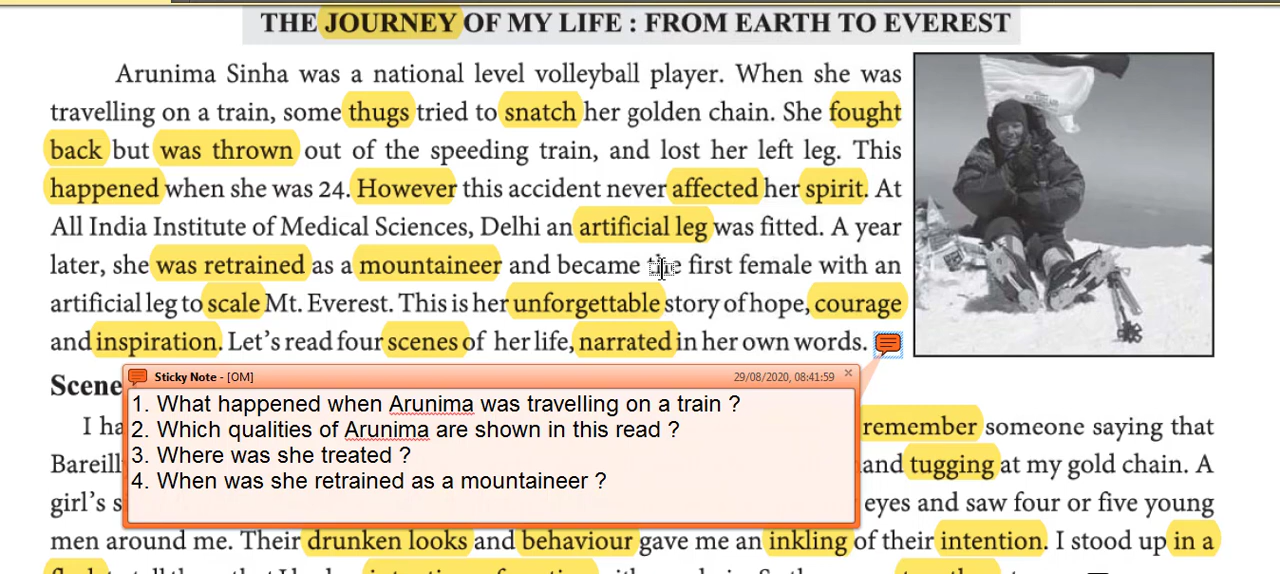 THE JOURNEY OF MY LIFE : FROM EARTH TO EVEREST
Arunima Sinha was a national level volleyball player. When she was
travelling on a train, some thugs tried to snatch her golden chain. She fought
back but was thrown out of the speeding train, and lost her left leg. This
happened when she was 24. However this accident never affected her spirit. At
All India Institute of Medical Sciences, Delhi an artificial leg was fitted. A year
later, she was retrained as a mountaineer and became the first female with an
artificial leg to scale Mt. Everest. This is her unforgettable story of hope, courage
and inspiration. Let's read four scenes of her life, narrated in her own words.
Scene
Sticky Note - [OM] 29/08/2020, 08:41:59
1. What happened when Arunima was travelling on a train ?
2. Which qualities of Arunima are shown in this read ?
3. Where was she treated ?
4. When was she retrained as a mountaineer ?
I remember someone saying that
and tugging at my gold chain. A
girl's eyes and saw four or five young
men around me. Their drunken looks and behaviour gave me an inkling of their intention. I stood up in a